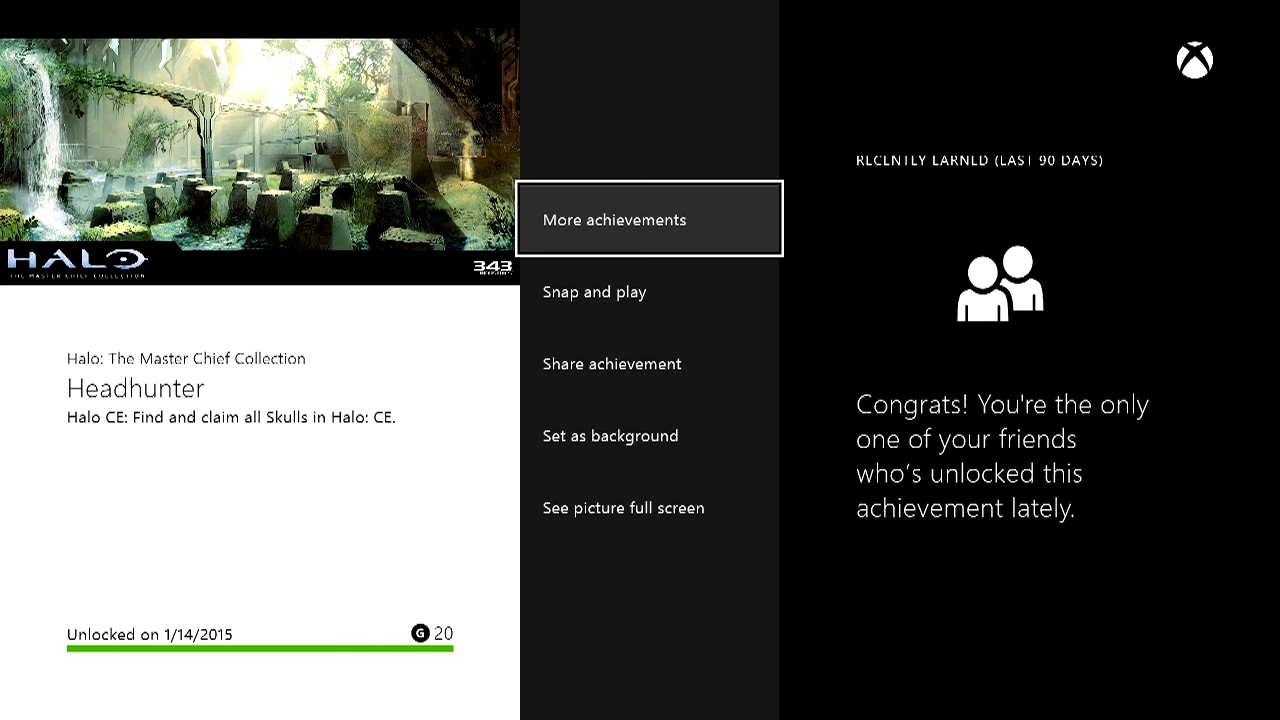 HALO
THE MASTER CHIEF COLLECTION
343
INDUSTRIES
Halo: The Master Chief Collection
Headhunter
Halo CE: Find and claim all Skulls in Halo: CE.
Unlocked on 1/14/2015
G 20
More achievements
Snap and play
Share achievement
Set as background
See picture full screen
RECENTLY EARNED (LAST 90 DAYS)
Congrats! You're the only
one of your friends
who's unlocked this
achievement lately.